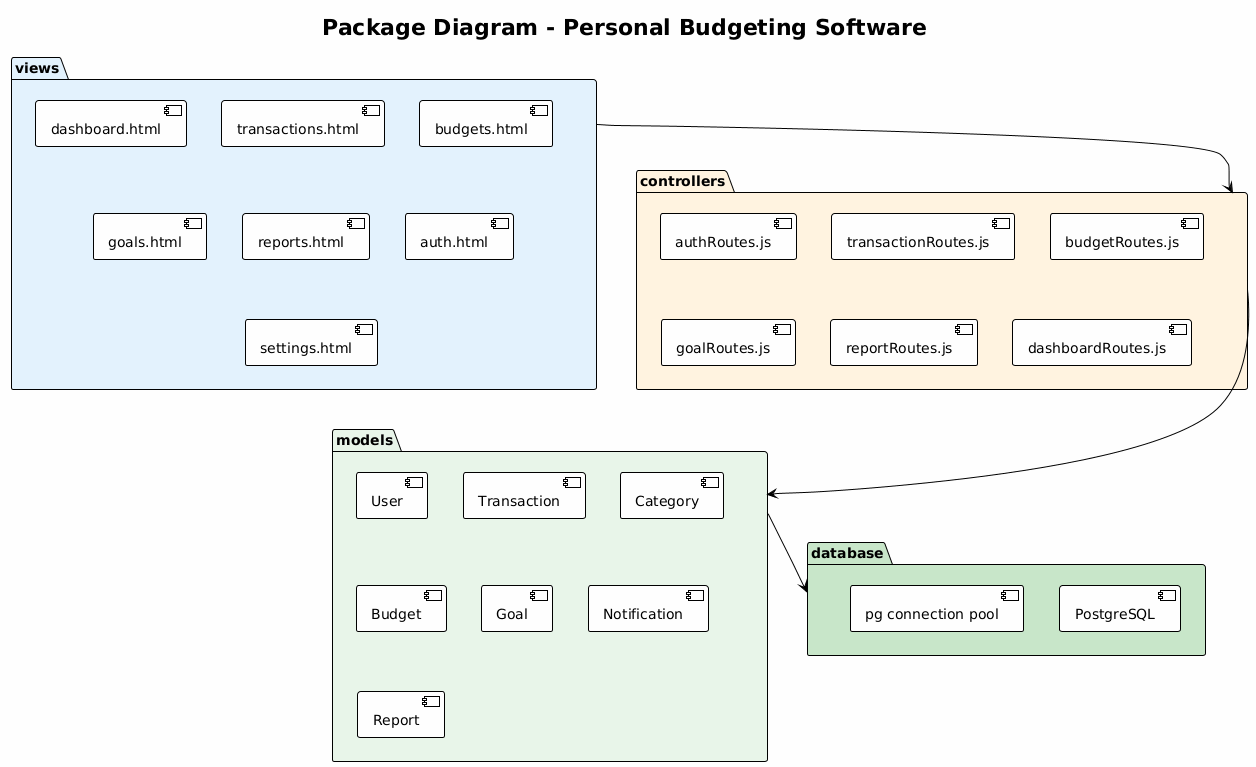 Package Diagram - Personal Budgeting Software
views
dashboard.html
transactions.html
budgets.html
goals.html
reports.html
auth.html
settings.html
controllers
authRoutes.js
transactionRoutes.js
budgetRoutes.js
goalRoutes.js
reportRoutes.js
dashboardRoutes.js
models
User
Transaction
Category
Budget
Goal
Notification
Report
database
pg connection pool
PostgreSQL